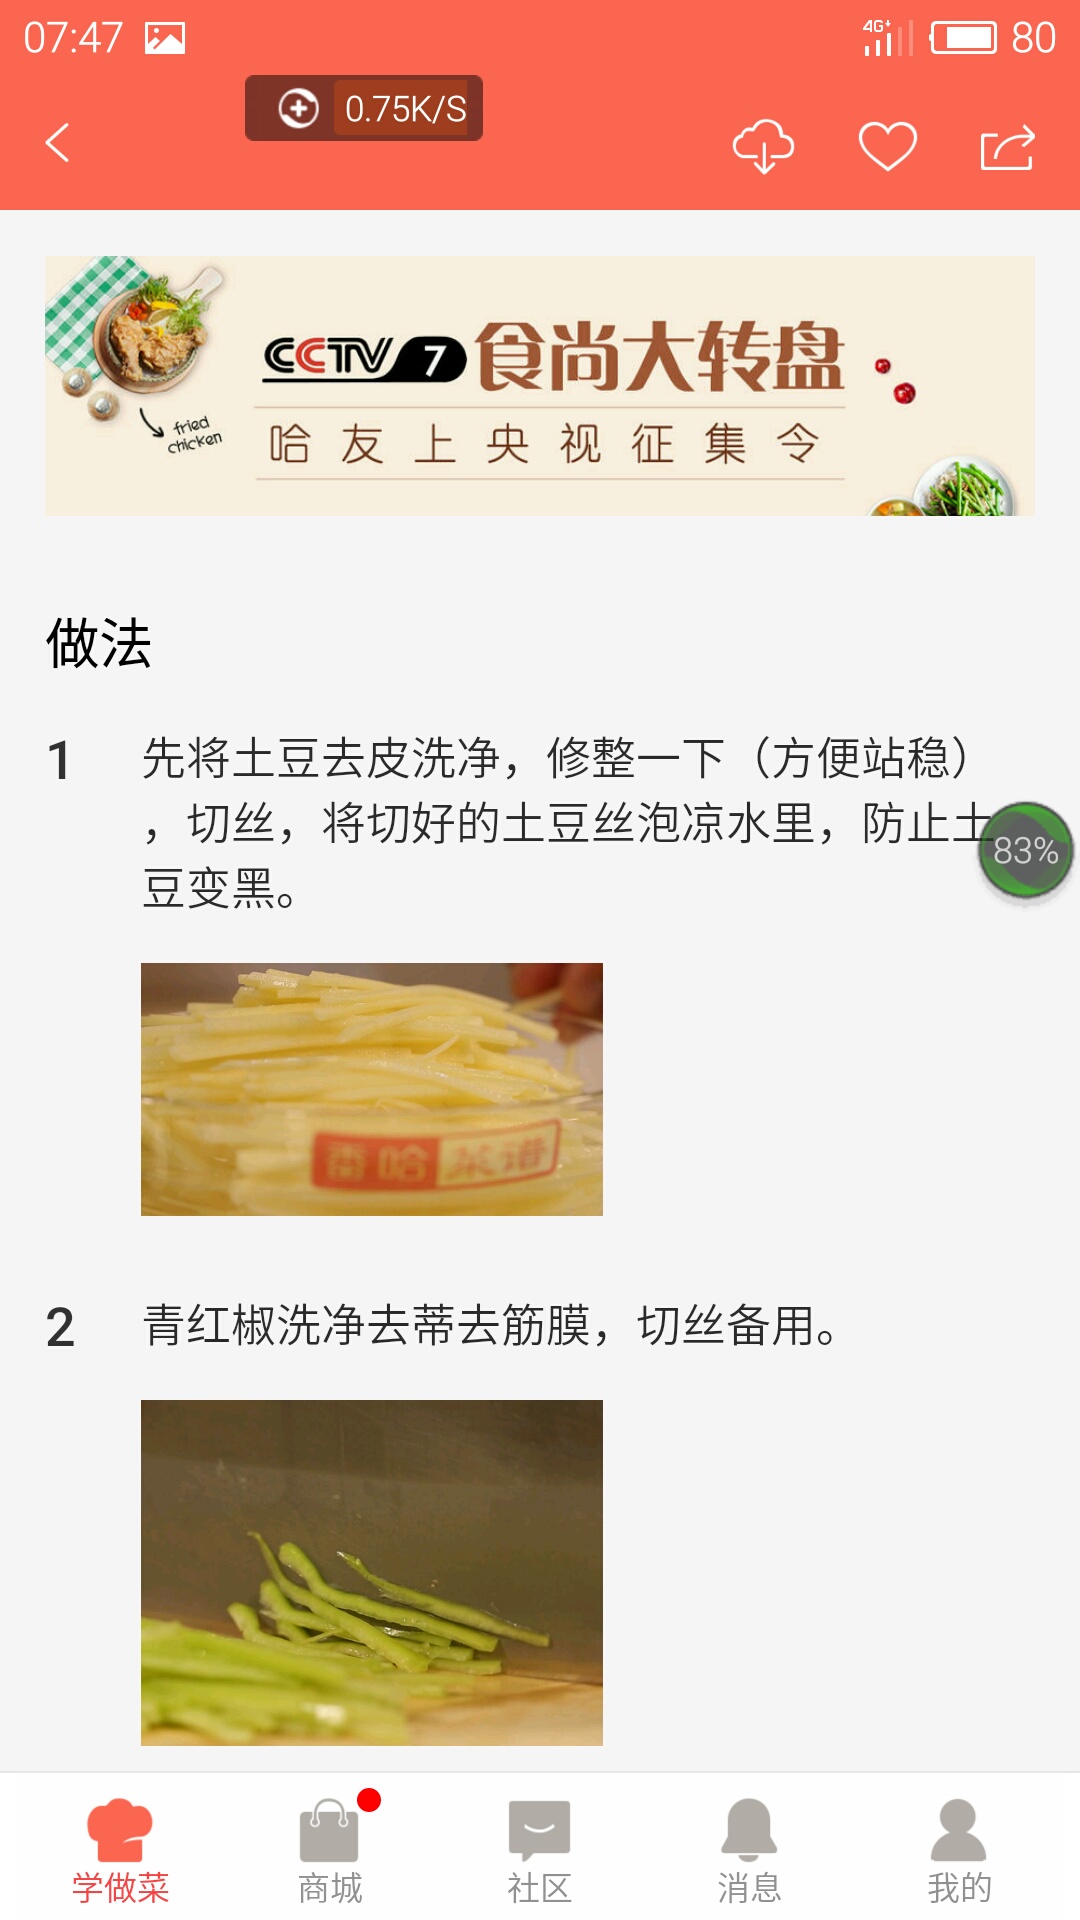 07:47
4G+
80
0.75K/S
CCTV 7 食尚大转盘
fried
chicken
哈友上央视征集令
做法
1 先将土豆去皮洗净，修整一下（方便站稳）
，切丝，将切好的土豆丝泡凉水里，防止土
83%
豆变黑。
香哈菜谱
2 青红椒洗净去蒂去筋膜，切丝备用。
学做菜 商城 社区 消息 我的